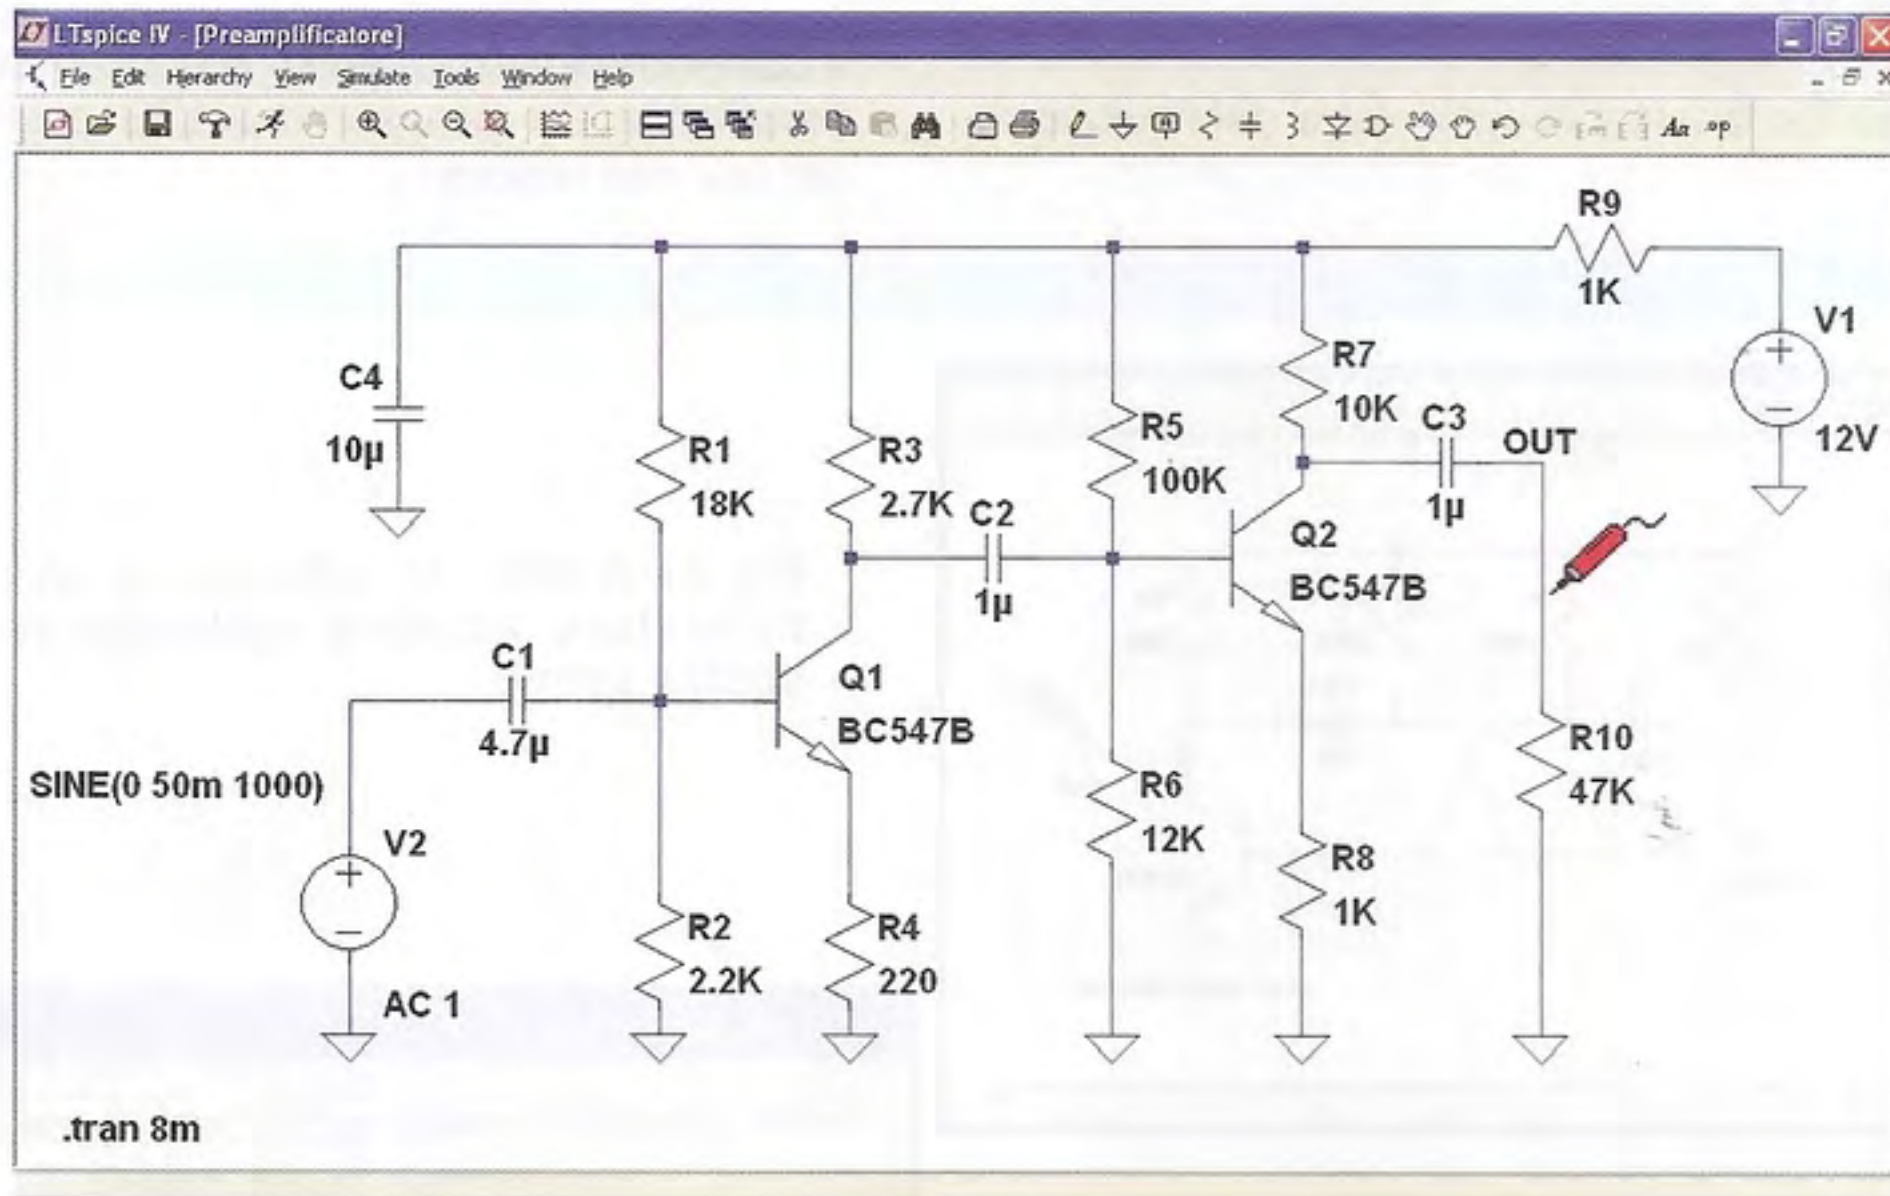 LTspice IV - [Preamplificatore]
File Edit Hierarchy View Simulate Tools Window Help
Aa .op
R9
1K
V1
12V
C4
10µ
R1
18K
R3
2.7K
C2
1µ
R5
100K
R7
10K
C3
1µ
OUT
Q2
BC547B
C1
4.7µ
Q1
BC547B
SINE(0 50m 1000)
V2
AC 1
R2
2.2K
R4
220
R6
12K
R8
1K
R10
47K
.tran 8m